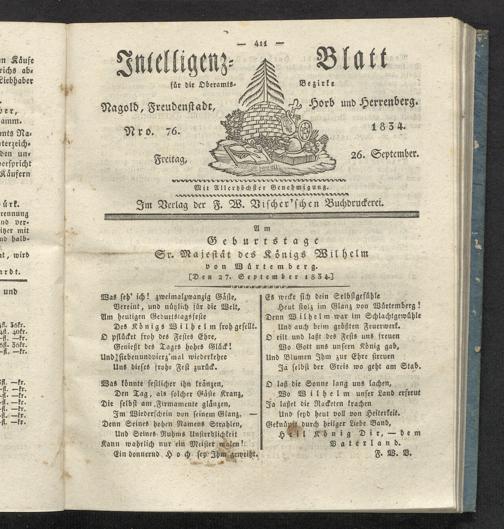 — 411 —
Intelligenz- Blatt
für die Oberamts- Bezirke
Nagold, Freudenstadt, Horb und Herrenberg.
Nro. 76. 1834.
Freitag, 26. September.
Mit Allerhöchster Genehmigung.
Im Verlag der F. W. Vischer'schen Buchdruckerei.
Am
Geburtstage
Sr. Majestät des Königs Wilhelm
von Würtemberg.
[Den 27. September 1834.]
Was seh' ich! zweimalzwanzig Gäste,
Vereint, und nützlich für die Welt,
Am heutigen Geburtstagsfeste
Des Königs Wilhelm froh gesellt.
O pflückt froh des Festes Ehre,
Genießt des Tages hohes Glück!
Und siebenundvierz'mal wiederkehre
Uns dieses frohe Fest zurück.
Was könnte festlicher ihn kränzen,
Den Tag, als solcher Gäste Kranz,
Die selbst am Firmamente glänzen,
Im Wiederschein von seinem Glanz, —
Denn Seines hohen Namens Strahlen,
Und Seines Ruhms Unsterblichkeit
Kann wahrlich nur ein Meister malen!
Ein donnernd Hoch sey Ihm geweiht.
Es wecke sich dein Selbstgefühle
Heut stolz im Glanz von Würtemberg!
Denn Wilhelm war im Schlachtgewühle
Und auch beim größten Feuerwerk.
O eilt und laßt des Fests uns freuen
Wo Gott uns unsern König gab,
Und Blumen Ihm zur Ehre streuen
Ja selbst der Greis wo geht am Stab.
O laß die Sonne lang uns lachen,
Wo Wilhelm unser Land erfreut
Ja lasset die Racketen krachen
Und seyd heut voll von Heiterkeit.
Geknüpft durch heilger Liebe Band,
Heil König Dir, — dem
Vaterland.
F. W. V.